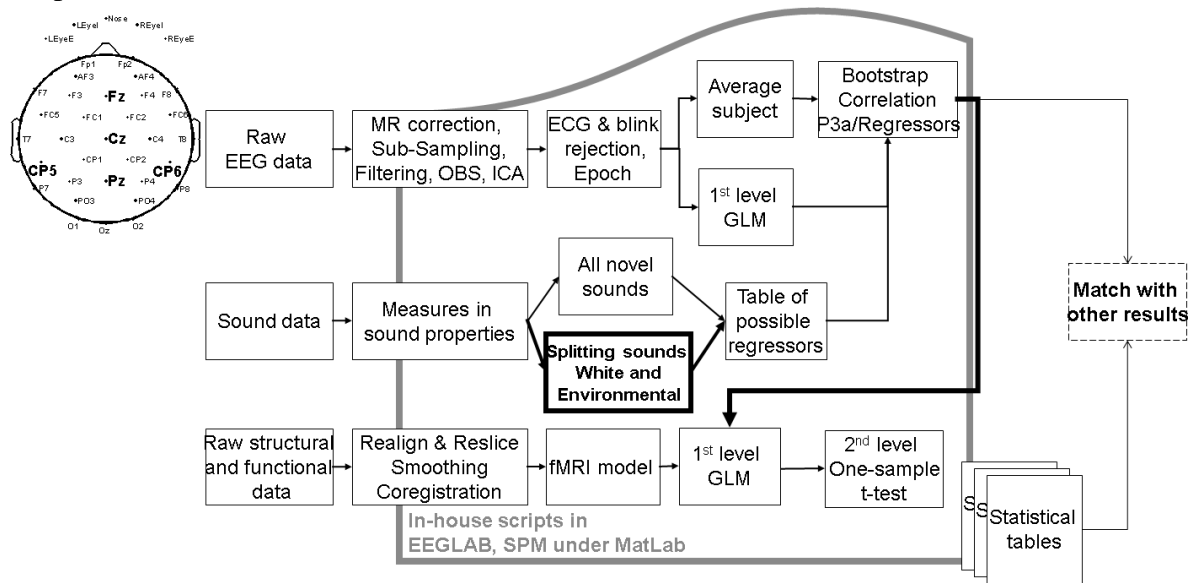 Nose
LEyeI
REyeI
LEyeE
REyeE
Fp1
Fp2
AF3
AF4
F7
F3
Fz
F4
F8
FC5
FC1
FC2
FC6
T7
C3
Cz
C4
T8
CP5
CP1
CP2
CP6
P7
P3
Pz
P4
P8
PO3
PO4
O1
Oz
O2
Raw
EEG data
MR correction,
Sub-Sampling,
Filtering, OBS, ICA
ECG & blink
rejection,
Epoch
Average
subject
Bootstrap
Correlation
P3a/Regressors
1st level
GLM
Sound data
Measures in
sound properties
All novel
sounds
Splitting sounds
White and
Environmental
Table of
possible
regressors
Match with
other results
Raw structural
and functional
data
Realign & Reslice
Smoothing
Coregistration
fMRI model
1st level
GLM
2nd level
One-sample
t-test
In-house scripts in
EEGLAB, SPM under MatLab
S
S
Statistical
tables